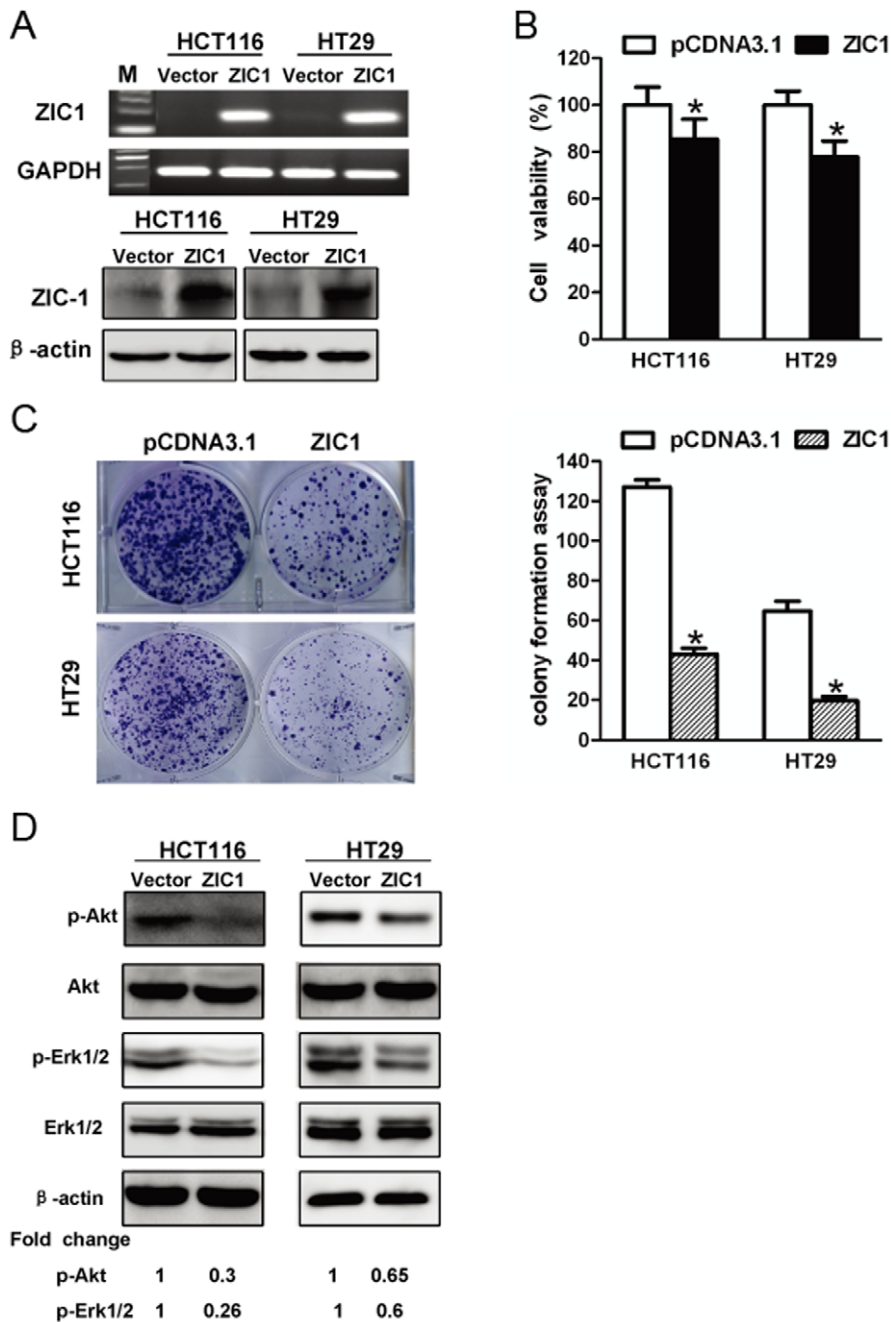 A
HCT116 HT29
M Vector ZIC1 Vector ZIC1
ZIC1
GAPDH
HCT116 HT29
Vector ZIC1 Vector ZIC1
ZIC-1
β-actin
B
pCDNA3.1 ZIC1
Cell valability (%)
120
100
80
60
40
20
0
* *
HCT116 HT29
C
pCDNA3.1 ZIC1
HCT116
HT29
pCDNA3.1 ZIC1
colony formation assay
140
120
100
80
60
40
20
0
* *
HCT116 HT29
D
HCT116 HT29
Vector ZIC1 Vector ZIC1
p-Akt
Akt
p-Erk1/2
Erk1/2
β-actin
Fold change
p-Akt 1 0.3 1 0.65
p-Erk1/2 1 0.26 1 0.6